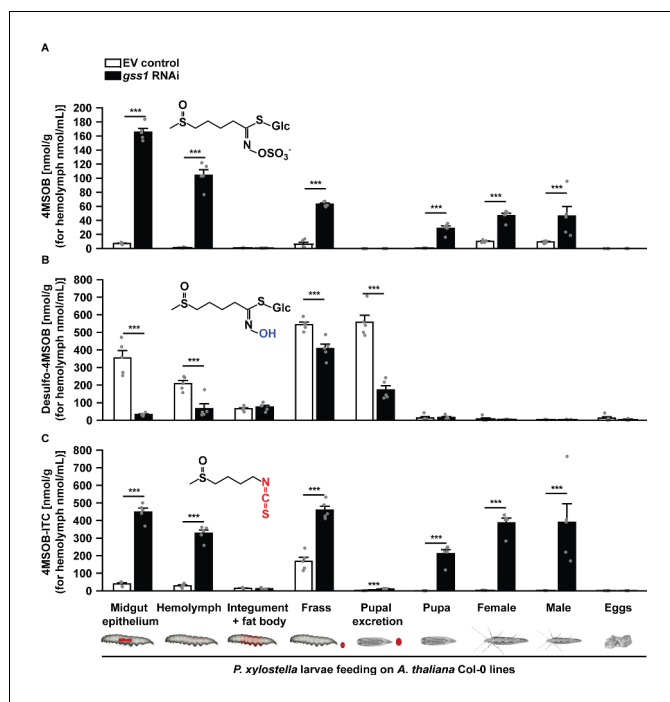 A
EV control
gss1 RNAi
4MSOB [nmol/g
(for hemolymph nmol/mL)]
200
180
160
140
120
100
80
60
40
20
0
O
S
S
Glc
N
OSO3-
***
***
***
***
***
***
B
Desulfo-4MSOB [nmol/g
(for hemolymph nmol/mL)]
800
700
600
500
400
300
200
100
0
O
S
S
Glc
N
OH
***
***
***
***
C
4MSOB-ITC [nmol/g
(for hemolymph nmol/mL)]
800
700
600
500
400
300
200
100
0
O
S
N
C
S
***
***
***
***
***
***
***
Midgut
epithelium
Hemolymph
Integument
+ fat body
Frass
Pupal
excretion
Pupa
Female
Male
Eggs
P. xylostella larvae feeding on A. thaliana Col-0 lines